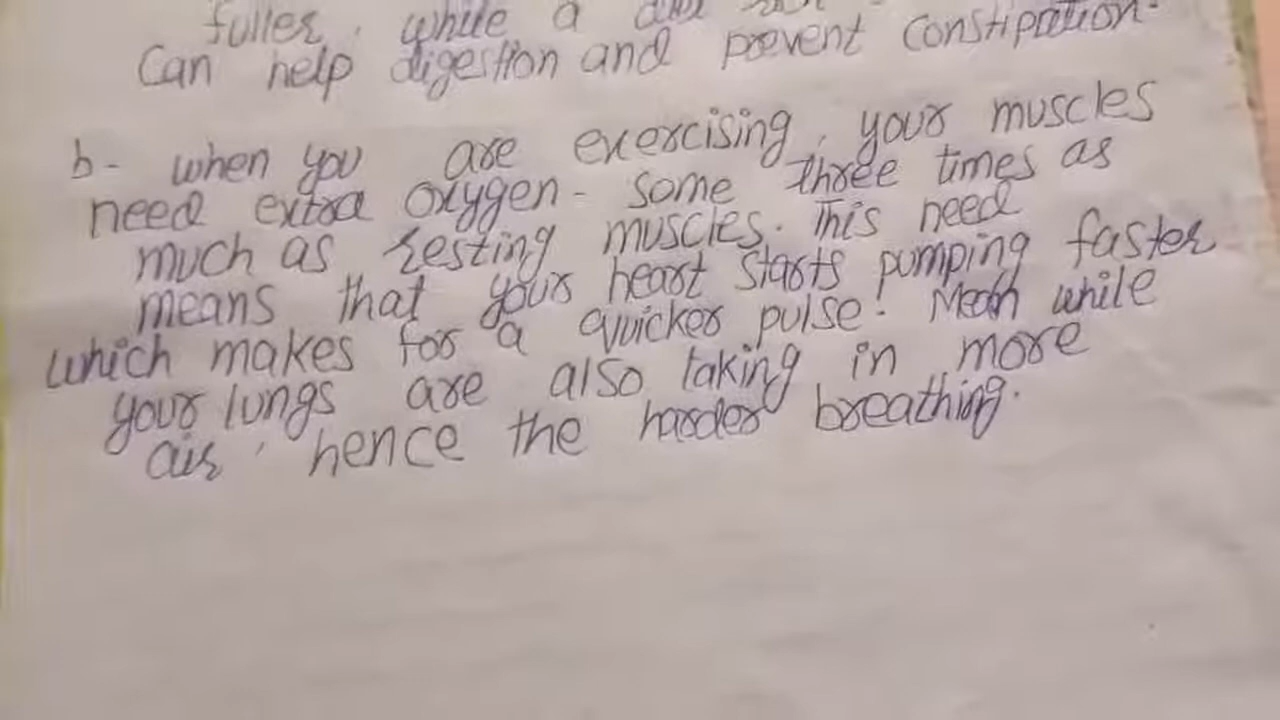 fuller, while a
Can help digestion and prevent Constipation.
b- when you are exercising, your muscles
need extra Oxygen - some three times as
much as resting muscles. This need
means that your heart starts pumping faster
which makes for a quicker pulse! Mean while
your lungs are also taking in more
air, hence the harder breathing.